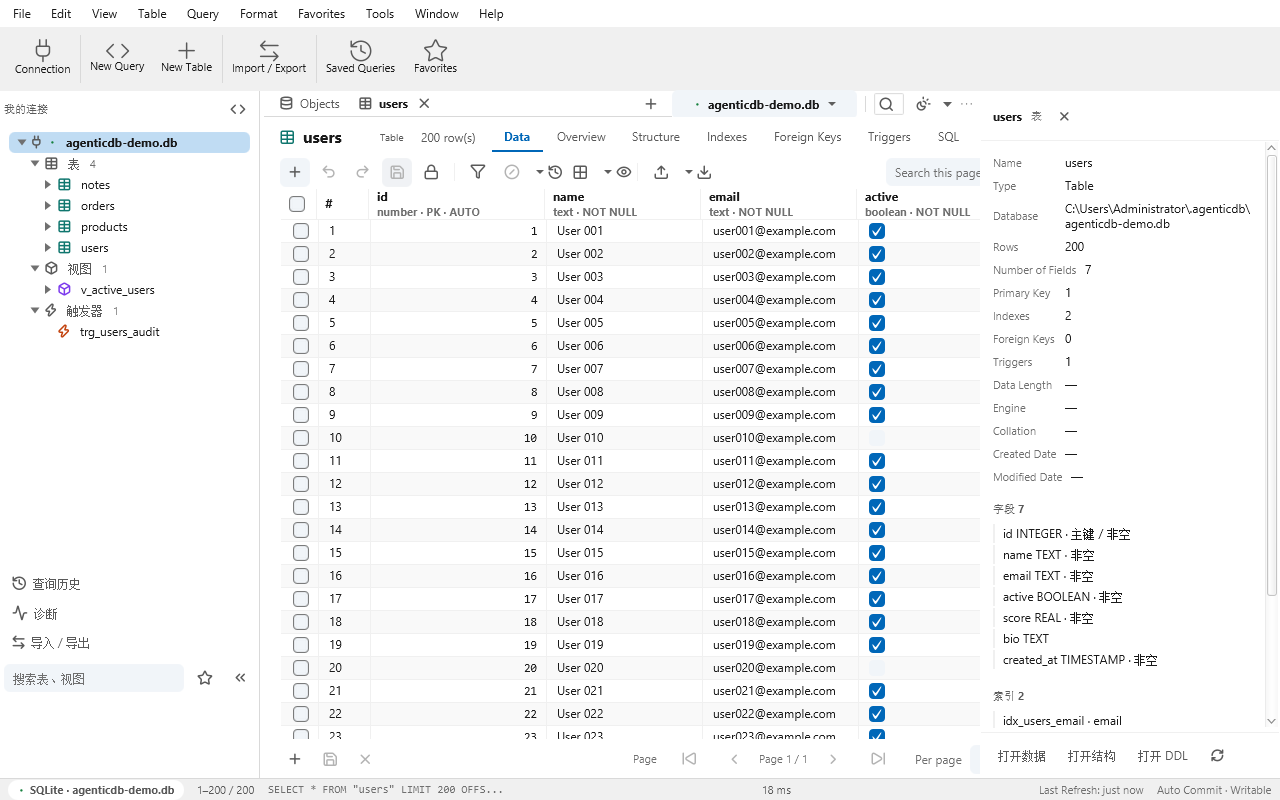 File Edit View Table Query Format Favorites Tools Window Help
Connection New Query New Table Import / Export Saved Queries Favorites
我的连接
agenticdb-demo.db
表 4
notes
orders
products
users
视图 1
v_active_users
触发器 1
trg_users_audit
查询历史
诊断
导入 / 导出
搜索表、视图
Objects users agenticdb-demo.db
users Table 200 row(s) Data Overview Structure Indexes Foreign Keys Triggers SQL
Search this page
# id name email active
number · PK · AUTO text · NOT NULL text · NOT NULL boolean · NOT NULL
1 1 User 001 user001@example.com
2 2 User 002 user002@example.com
3 3 User 003 user003@example.com
4 4 User 004 user004@example.com
5 5 User 005 user005@example.com
6 6 User 006 user006@example.com
7 7 User 007 user007@example.com
8 8 User 008 user008@example.com
9 9 User 009 user009@example.com
10 10 User 010 user010@example.com
11 11 User 011 user011@example.com
12 12 User 012 user012@example.com
13 13 User 013 user013@example.com
14 14 User 014 user014@example.com
15 15 User 015 user015@example.com
16 16 User 016 user016@example.com
17 17 User 017 user017@example.com
18 18 User 018 user018@example.com
19 19 User 019 user019@example.com
20 20 User 020 user020@example.com
21 21 User 021 user021@example.com
22 22 User 022 user022@example.com
23 23 User 023 user023@example.com
Page Page 1 / 1 Per page
users 表
Name users
Type Table
Database C:\Users\Administrator\.agenticdb\
agenticdb-demo.db
Rows 200
Number of Fields 7
Primary Key 1
Indexes 2
Foreign Keys 0
Triggers 1
Data Length —
Engine —
Collation —
Created Date —
Modified Date —
字段 7
id INTEGER · 主键 / 非空
name TEXT · 非空
email TEXT · 非空
active BOOLEAN · 非空
score REAL · 非空
bio TEXT
created_at TIMESTAMP · 非空
索引 2
idx_users_email · email
打开数据 打开结构 打开 DDL
SQLite · agenticdb-demo.db 1–200 / 200 SELECT * FROM "users" LIMIT 200 OFFS... 18 ms Last Refresh: just now Auto Commit · Writable